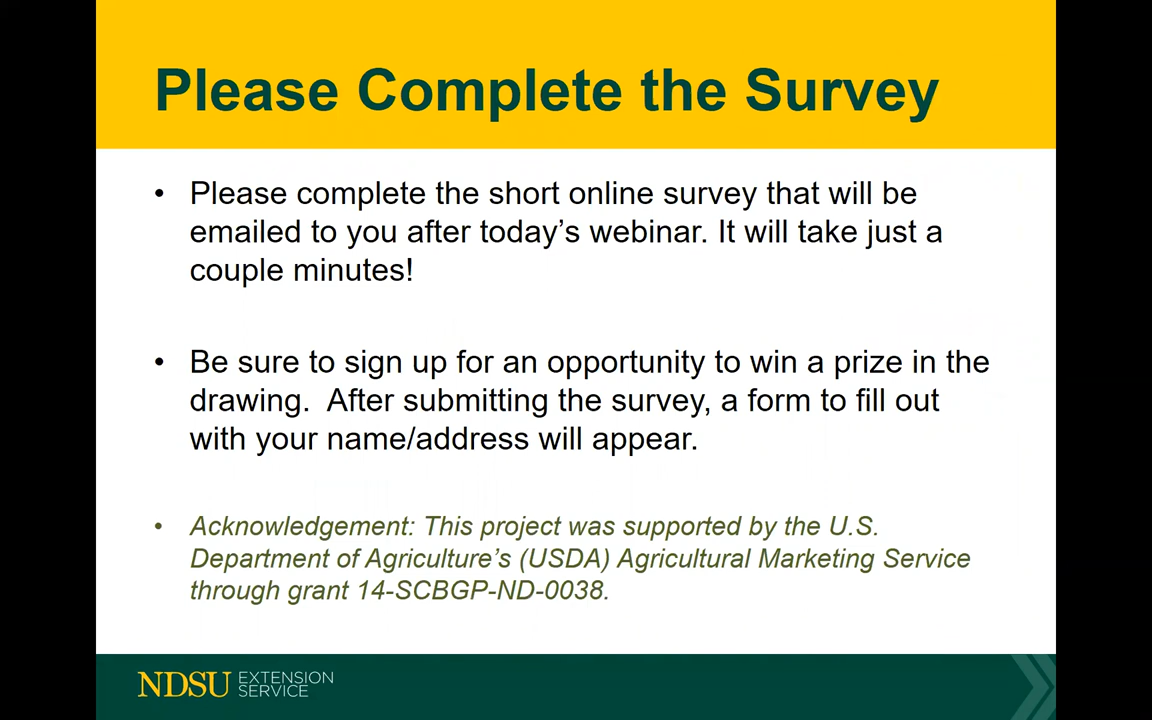 Please Complete the Survey
• Please complete the short online survey that will be
emailed to you after today’s webinar. It will take just a
couple minutes!
• Be sure to sign up for an opportunity to win a prize in the
drawing.  After submitting the survey, a form to fill out
with your name/address will appear.
• Acknowledgement: This project was supported by the U.S.
Department of Agriculture’s (USDA) Agricultural Marketing Service
through grant 14-SCBGP-ND-0038.
NDSU EXTENSION
SERVICE